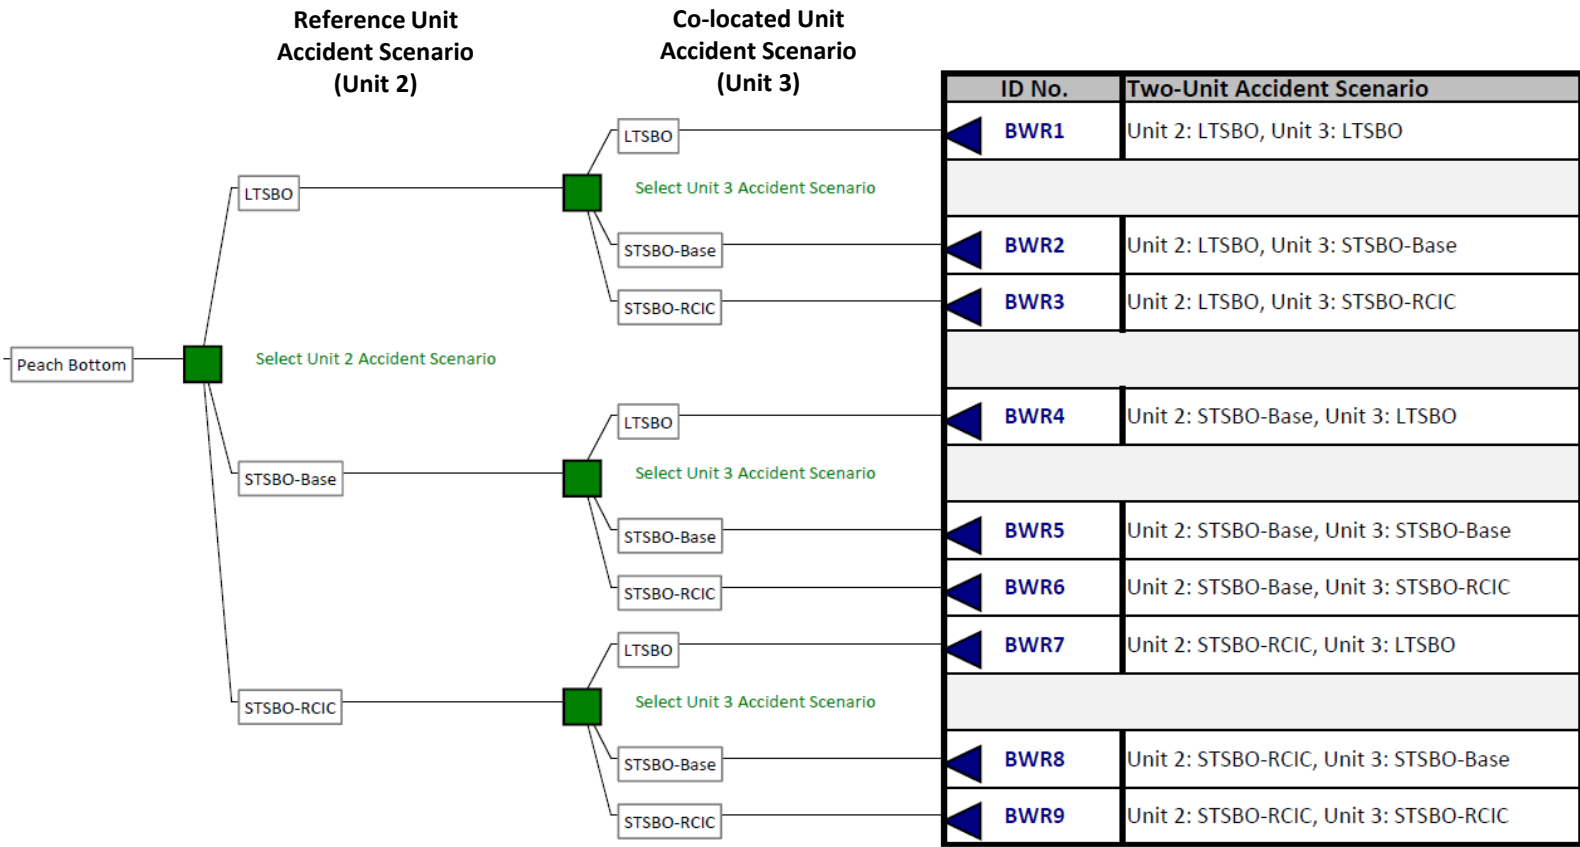 Reference Unit
Accident Scenario
(Unit 2)
Co-located Unit
Accident Scenario
(Unit 3)
ID No. Two-Unit Accident Scenario
LTSBO BWR1 Unit 2: LTSBO, Unit 3: LTSBO
LTSBO Select Unit 3 Accident Scenario
STSBO-Base BWR2 Unit 2: LTSBO, Unit 3: STSBO-Base
STSBO-RCIC BWR3 Unit 2: LTSBO, Unit 3: STSBO-RCIC
Peach Bottom Select Unit 2 Accident Scenario
LTSBO BWR4 Unit 2: STSBO-Base, Unit 3: LTSBO
STSBO-Base Select Unit 3 Accident Scenario
STSBO-Base BWR5 Unit 2: STSBO-Base, Unit 3: STSBO-Base
STSBO-RCIC BWR6 Unit 2: STSBO-Base, Unit 3: STSBO-RCIC
LTSBO BWR7 Unit 2: STSBO-RCIC, Unit 3: LTSBO
STSBO-RCIC Select Unit 3 Accident Scenario
STSBO-Base BWR8 Unit 2: STSBO-RCIC, Unit 3: STSBO-Base
STSBO-RCIC BWR9 Unit 2: STSBO-RCIC, Unit 3: STSBO-RCIC